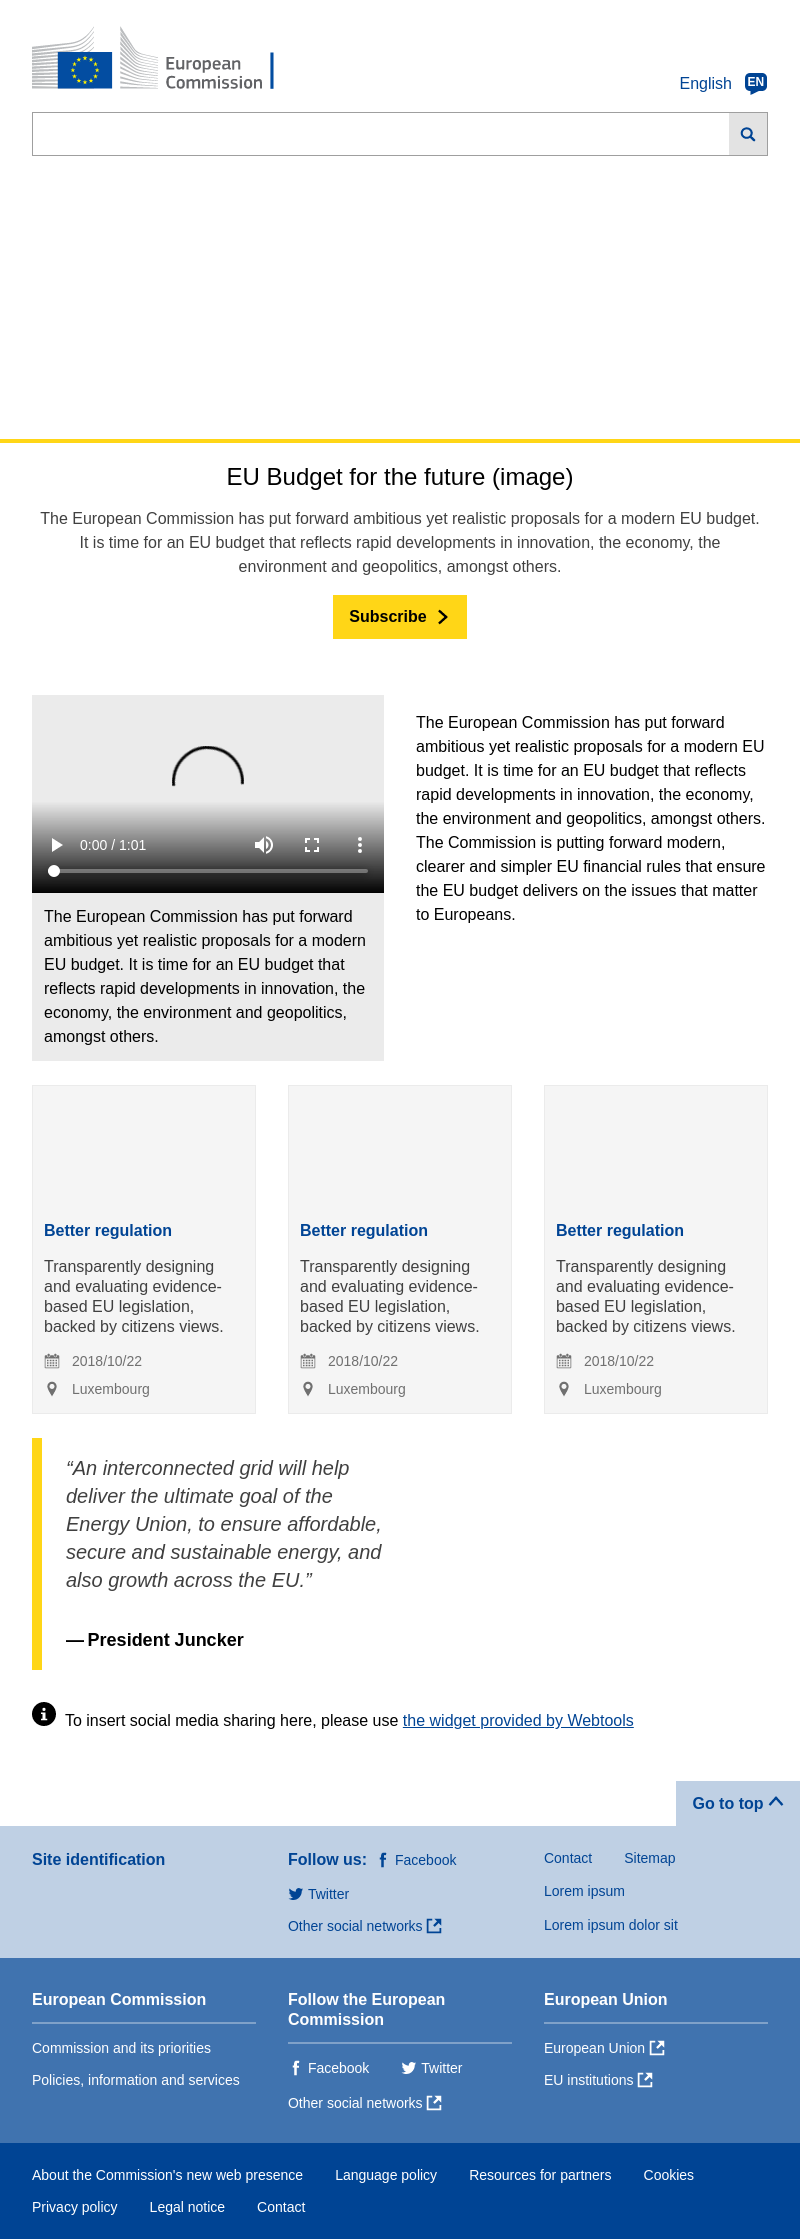 European
Commission
English EN
EU Budget for the future (image)
The European Commission has put forward ambitious yet realistic proposals for a modern EU budget.
It is time for an EU budget that reflects rapid developments in innovation, the economy, the
environment and geopolitics, amongst others.
Subscribe
0:00 / 1:01
The European Commission has put forward
ambitious yet realistic proposals for a modern
EU budget. It is time for an EU budget that
reflects rapid developments in innovation, the
economy, the environment and geopolitics,
amongst others.
The European Commission has put forward
ambitious yet realistic proposals for a modern EU
budget. It is time for an EU budget that reflects
rapid developments in innovation, the economy,
the environment and geopolitics, amongst others.
The Commission is putting forward modern,
clearer and simpler EU financial rules that ensure
the EU budget delivers on the issues that matter
to Europeans.
Better regulation
Transparently designing
and evaluating evidence-
based EU legislation,
backed by citizens views.
2018/10/22
Luxembourg
Better regulation
Transparently designing
and evaluating evidence-
based EU legislation,
backed by citizens views.
2018/10/22
Luxembourg
Better regulation
Transparently designing
and evaluating evidence-
based EU legislation,
backed by citizens views.
2018/10/22
Luxembourg
“An interconnected grid will help
deliver the ultimate goal of the
Energy Union, to ensure affordable,
secure and sustainable energy, and
also growth across the EU.”
— President Juncker
To insert social media sharing here, please use the widget provided by Webtools
Go to top
Site identification
Follow us: Facebook
Twitter
Other social networks
Contact Sitemap
Lorem ipsum
Lorem ipsum dolor sit
European Commission
Commission and its priorities
Policies, information and services
Follow the European
Commission
Facebook Twitter
Other social networks
European Union
European Union
EU institutions
About the Commission's new web presence Language policy Resources for partners Cookies
Privacy policy Legal notice Contact